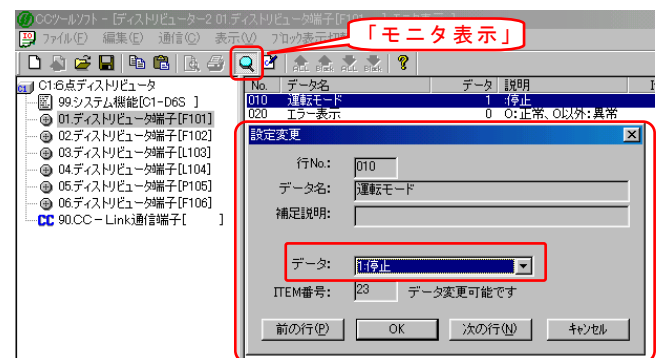 CCツールソフト - [ディストリビューター2 01:ディストリビュータ端子[F101
ファイル(F) 編集(E) 通信(C) 表示(V) ブロック表示切替
「モニタ表示」
C1:6点ディストリビュータ
99:システム機能[C1-D6S ]
01.ディストリビュータ端子[F101]
02.ディストリビュータ端子[F102]
03.ディストリビュータ端子[L103]
04.ディストリビュータ端子[L104]
05.ディストリビュータ端子[P105]
06.ディストリビュータ端子[F106]
CC 90.CC－Link通信端子[ ]
No. データ名 データ 説明
010 運転モード 1 :停止
020 エラー表示 0 0:正常、0以外:異常
設定変更
行No.: 010
データ名: 運転モード
補足説明:
データ: 1:停止
ITEM番号: 23 データ変更可能です
前の行(P) OK 次の行(N) キャンセル